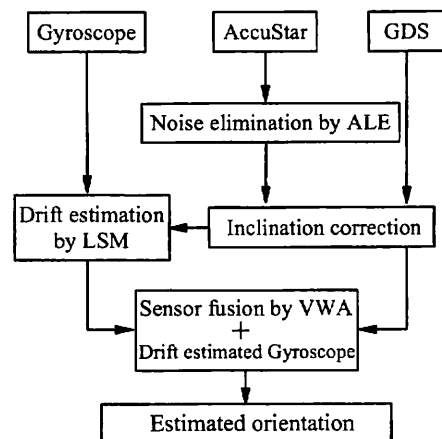 Gyroscope
AccuStar
GDS
Noise elimination by ALE
Drift estimation
by LSM
Inclination correction
Sensor fusion by VWA
+
Drift estimated Gyroscope
Estimated orientation